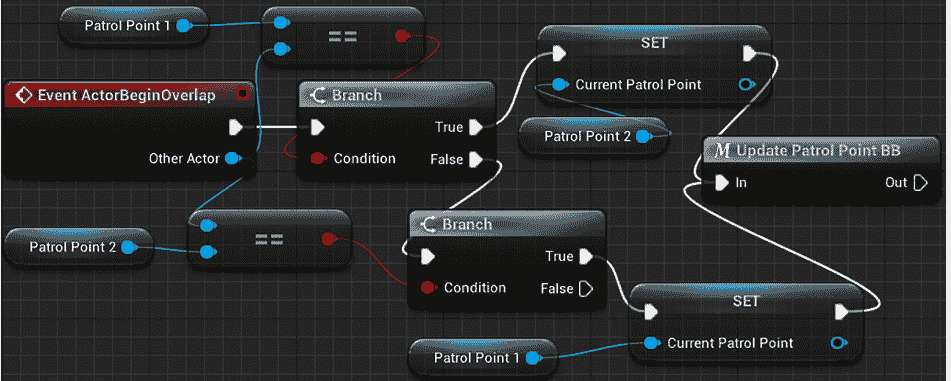 Patrol Point 1
==
SET
Event ActorBeginOverlap
Branch
Current Patrol Point
True
Patrol Point 2
Other Actor
Condition
False
M Update Patrol Point BB
In
Out
Patrol Point 2
==
Branch
True
Condition
False
SET
Current Patrol Point
Patrol Point 1